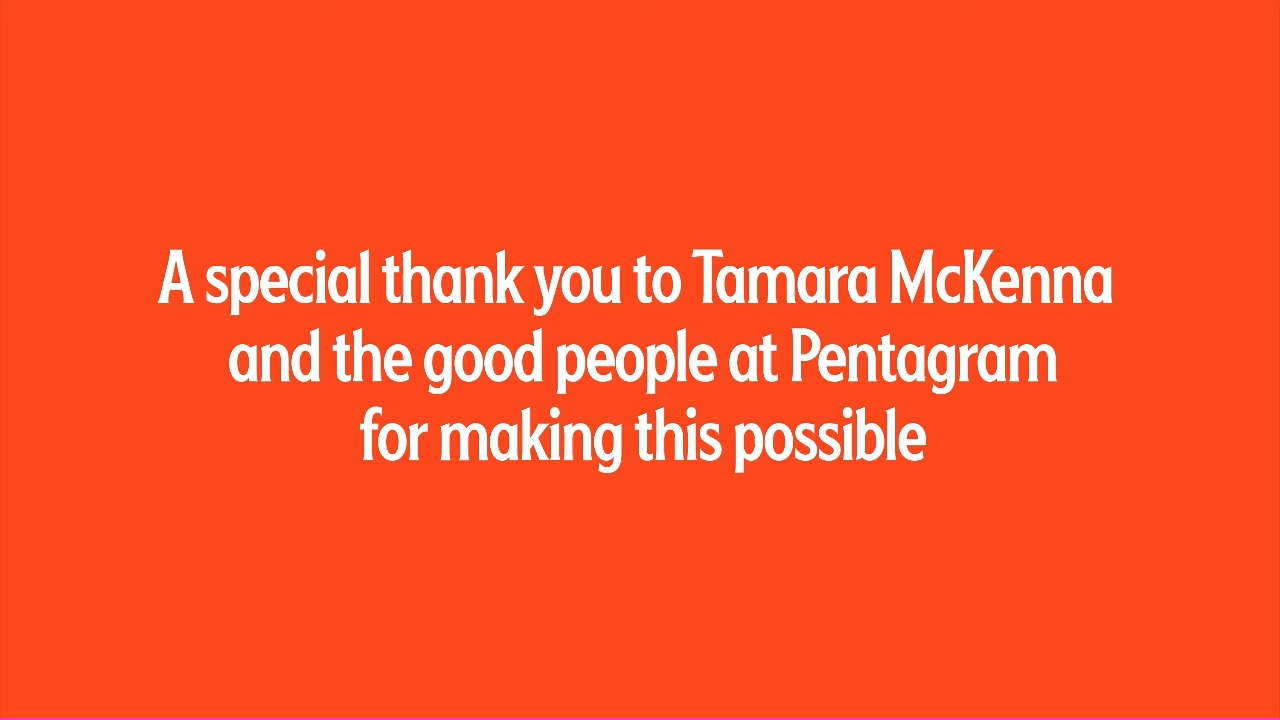 A special thank you to Tamara McKenna
and the good people at Pentagram
for making this possible